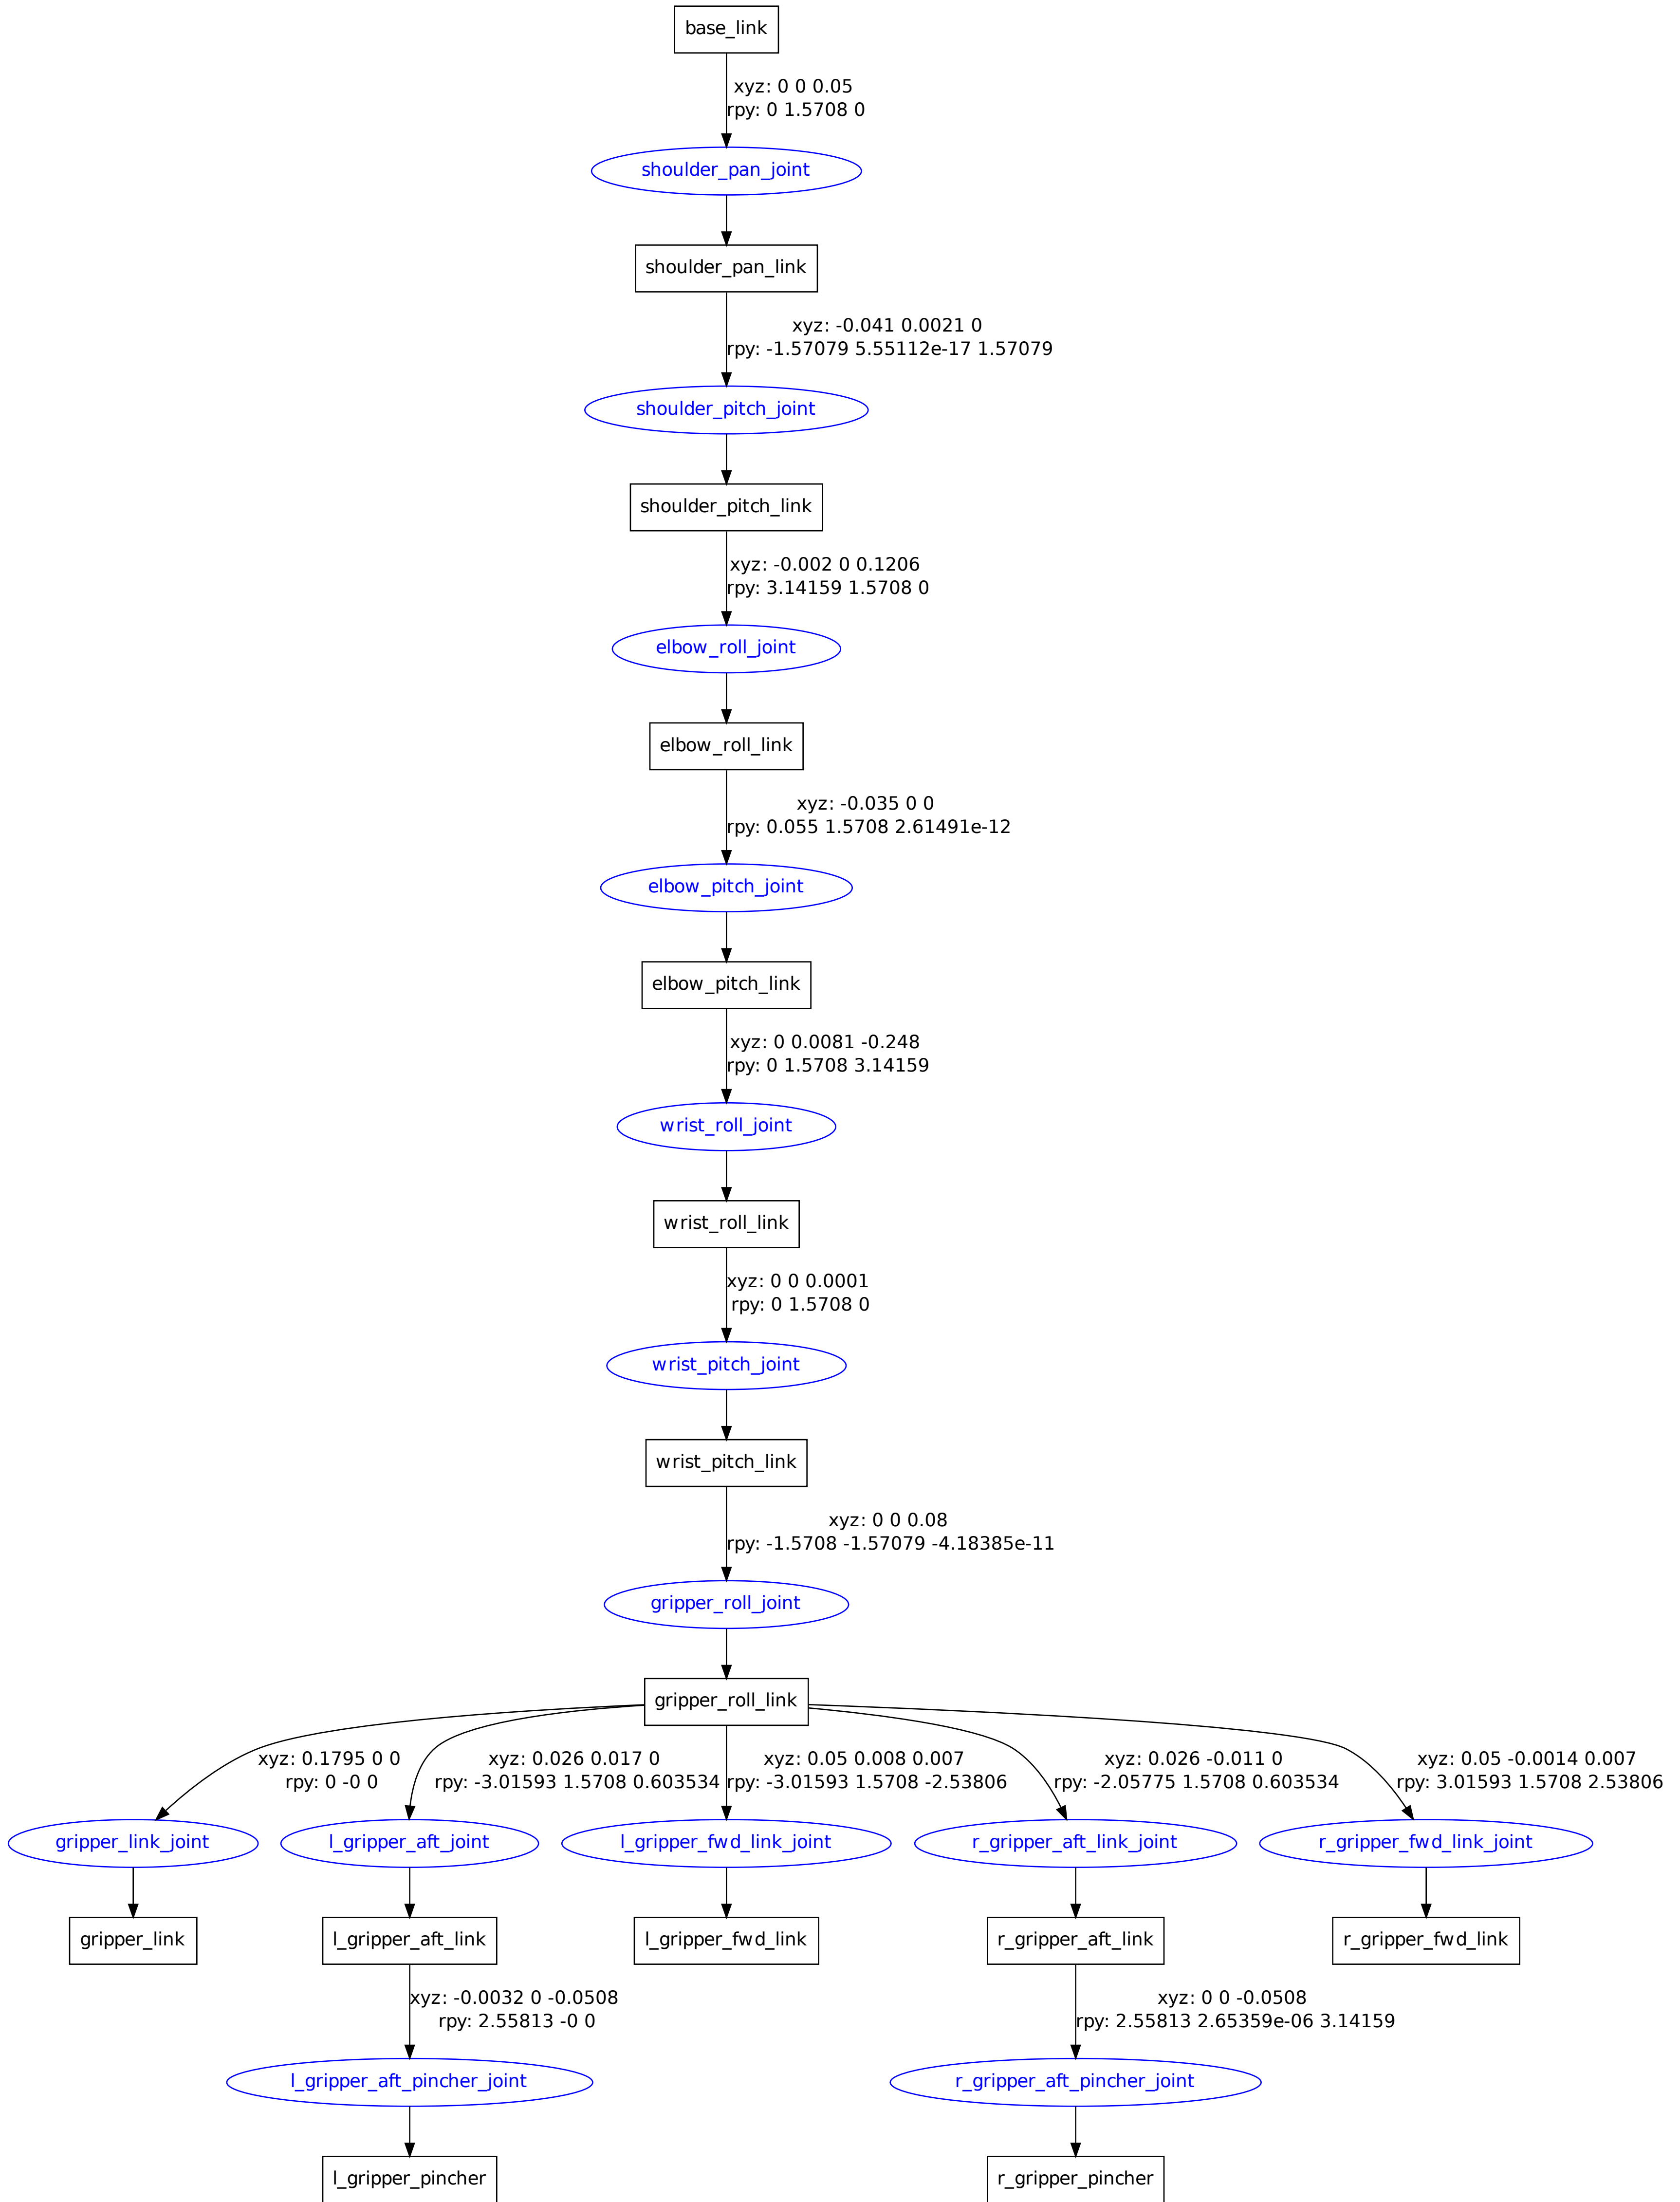 base_link
xyz: 0 0 0.05
rpy: 0 1.5708 0
shoulder_pan_joint
shoulder_pan_link
xyz: -0.041 0.0021 0
rpy: -1.57079 5.55112e-17 1.57079
shoulder_pitch_joint
shoulder_pitch_link
xyz: -0.002 0 0.1206
rpy: 3.14159 1.5708 0
elbow_roll_joint
elbow_roll_link
xyz: -0.035 0 0
rpy: 0.055 1.5708 2.61491e-12
elbow_pitch_joint
elbow_pitch_link
xyz: 0 0.0081 -0.248
rpy: 0 1.5708 3.14159
wrist_roll_joint
wrist_roll_link
xyz: 0 0 0.0001
rpy: 0 1.5708 0
wrist_pitch_joint
wrist_pitch_link
xyz: 0 0 0.08
rpy: -1.5708 -1.57079 -4.18385e-11
gripper_roll_joint
gripper_roll_link
xyz: 0.1795 0 0
rpy: 0 -0 0
xyz: 0.026 0.017 0
rpy: -3.01593 1.5708 0.603534
xyz: 0.05 0.008 0.007
rpy: -3.01593 1.5708 -2.53806
xyz: 0.026 -0.011 0
rpy: -2.05775 1.5708 0.603534
xyz: 0.05 -0.0014 0.007
rpy: 3.01593 1.5708 2.53806
gripper_link_joint
l_gripper_aft_joint
l_gripper_fwd_link_joint
r_gripper_aft_link_joint
r_gripper_fwd_link_joint
gripper_link
l_gripper_aft_link
l_gripper_fwd_link
r_gripper_aft_link
r_gripper_fwd_link
xyz: -0.0032 0 -0.0508
rpy: 2.55813 -0 0
xyz: 0 0 -0.0508
rpy: 2.55813 2.65359e-06 3.14159
l_gripper_aft_pincher_joint
r_gripper_aft_pincher_joint
l_gripper_pincher
r_gripper_pincher